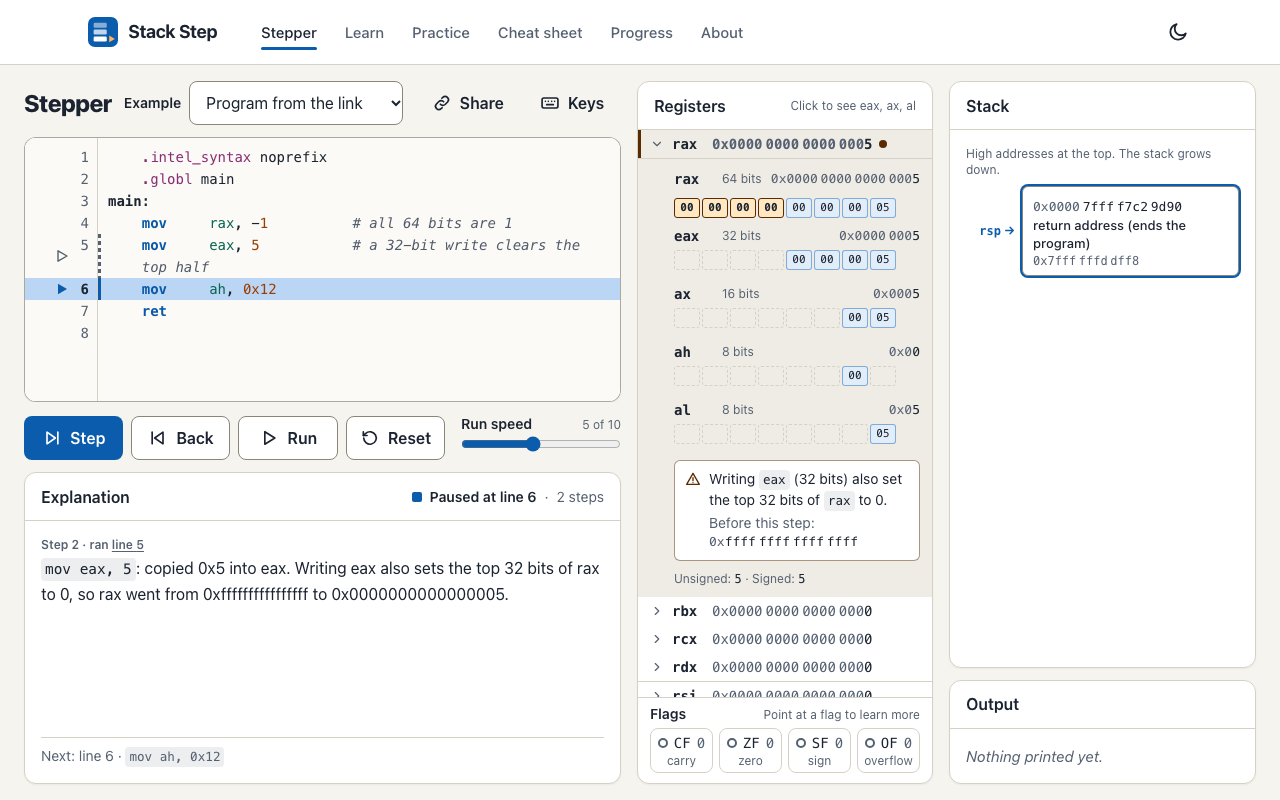 Stack Step
Stepper
Learn
Practice
Cheat sheet
Progress
About
Stepper
Example
Program from the link
Share
Keys
1 .intel_syntax noprefix
2 .globl main
3 main:
4 mov rax, −1 # all 64 bits are 1
5 mov eax, 5 # a 32−bit write clears the
top half
6 mov ah, 0x12
7 ret
8
Step
Back
Run
Reset
Run speed
5 of 10
Explanation
Paused at line 6 · 2 steps
Step 2 · ran line 5
mov eax, 5: copied 0x5 into eax. Writing eax also sets the top 32 bits of rax
to 0, so rax went from 0xffffffffffffffff to 0x0000000000000005.
Next: line 6 · mov ah, 0x12
Registers
Click to see eax, ax, al
rax 0x0000 0000 0000 0005
rax 64 bits 0x0000 0000 0000 0005
00 00 00 00 00 00 00 05
eax 32 bits 0x0000 0005
00 00 00 05
ax 16 bits 0x0005
00 05
ah 8 bits 0x00
00
al 8 bits 0x05
05
Writing eax (32 bits) also set
the top 32 bits of rax to 0.
Before this step:
0xffff ffff ffff ffff
Unsigned: 5 · Signed: 5
rbx 0x0000 0000 0000 0000
rcx 0x0000 0000 0000 0000
rdx 0x0000 0000 0000 0000
rsi 0x0000 0000 0000 0000
Flags
Point at a flag to learn more
CF 0
carry
ZF 0
zero
SF 0
sign
OF 0
overflow
Stack
High addresses at the top. The stack grows
down.
rsp →
0x0000 7fff f7c2 9d90
return address (ends the
program)
0x7fff fffd dff8
Output
Nothing printed yet.